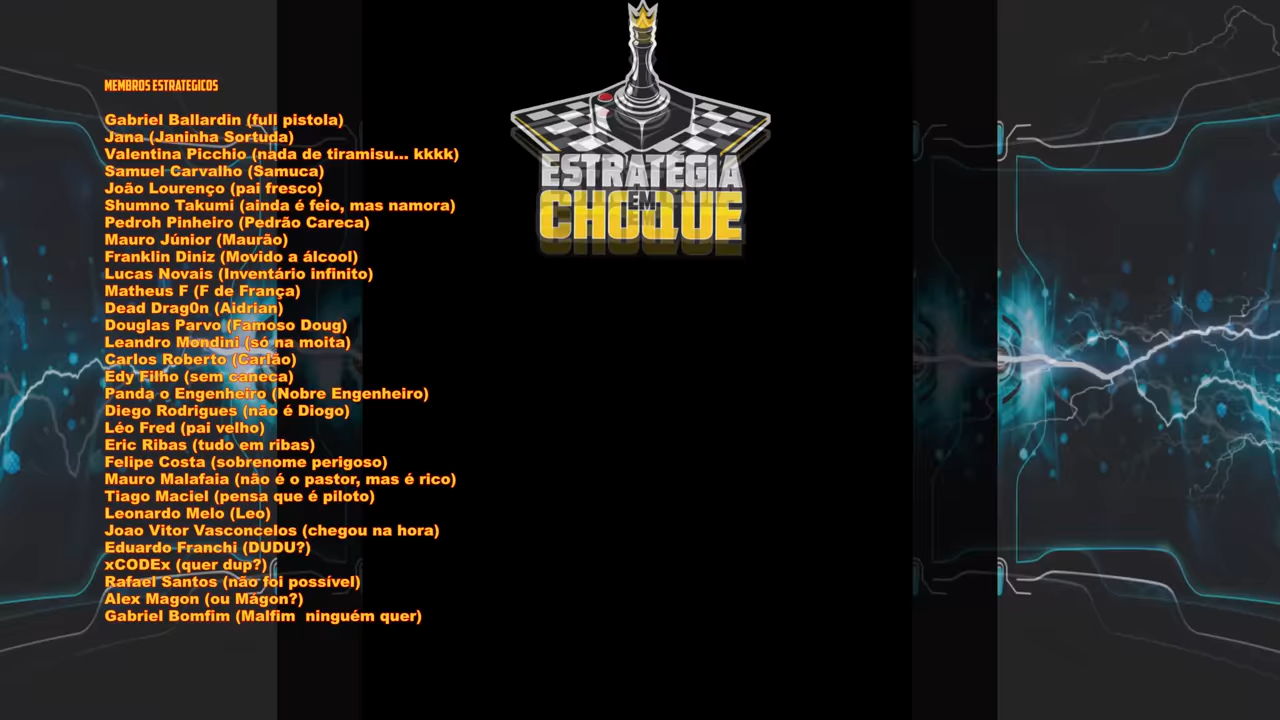 MEMBROS ESTRATEGICOS
Gabriel Ballardin (full pistola)
Jana (Janinha Sortuda)
Valentina Picchio (nada de tiramisu... kkkk)
Samuel Carvalho (Samuca)
João Lourenço (pai fresco)
Shumno Takumi (ainda é feio, mas namora)
Pedroh Pinheiro (Pedrão Careca)
Mauro Júnior (Maurão)
Franklin Diniz (Movido a álcool)
Lucas Novais (Inventário infinito)
Matheus F (F de França)
Dead Drag0n (Aidrian)
Douglas Parvo (Famoso Doug)
Leandro Mondini (só na moita)
Carlos Roberto (Carlão)
Edy Filho (sem caneca)
Panda o Engenheiro (Nobre Engenheiro)
Diego Rodrigues (não é Diogo)
Léo Fred (pai velho)
Eric Ribas (tudo em ribas)
Felipe Costa (sobrenome perigoso)
Mauro Malafaia (não é o pastor, mas é rico)
Tiago Maciel (pensa que é piloto)
Leonardo Melo (Leo)
Joao Vitor Vasconcelos (chegou na hora)
Eduardo Franchi (DUDU?)
xCODEx (quer dup?)
Rafael Santos (não foi possível)
Alex Magon (ou Mágon?)
Gabriel Bomfim (Malfim  ninguém quer)
ESTRATÉGIA
EM
CHOQUE